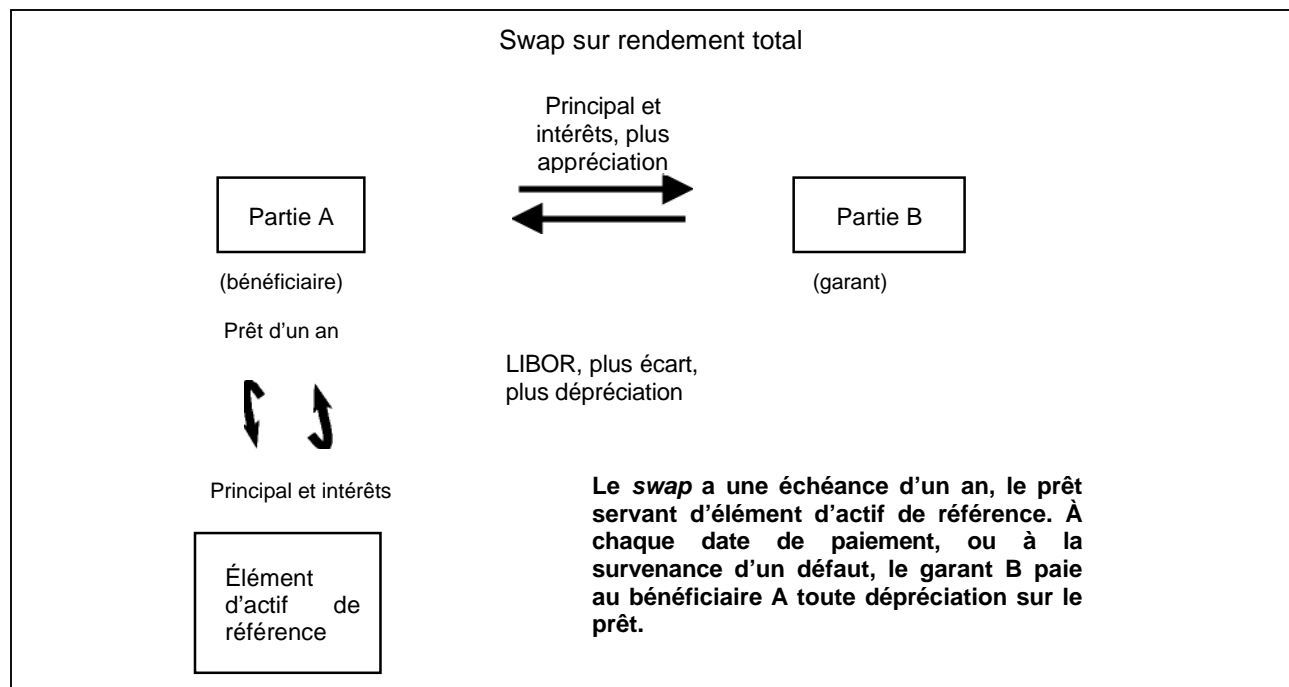 Swap sur rendement total
Principal et
intérêts, plus
appréciation
Partie A
Partie B
(bénéficiaire)
(garant)
Prêt d’un an
LIBOR, plus écart,
plus dépréciation
Principal et intérêts
Le swap a une échéance d’un an, le prêt
servant d’élément d’actif de référence. À
chaque date de paiement, ou à la
survenance d’un défaut, le garant B paie
au bénéficiaire A toute dépréciation sur le
prêt.
Élément
d’actif de
référence